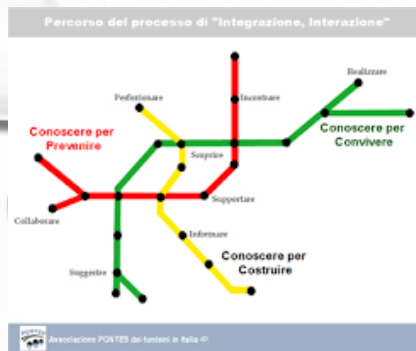 Percorso del processo di "Integrazione, Interazione"
Realizzare
Perfezionare
Incontrare
Conoscere per
Prevenire
Conoscere per
Convivere
Scoprire
Supportare
Collaborare
Informare
Conoscere per
Costruire
Suggerire
PONTES
Associazione PONTES dei tunisini in Italia ©